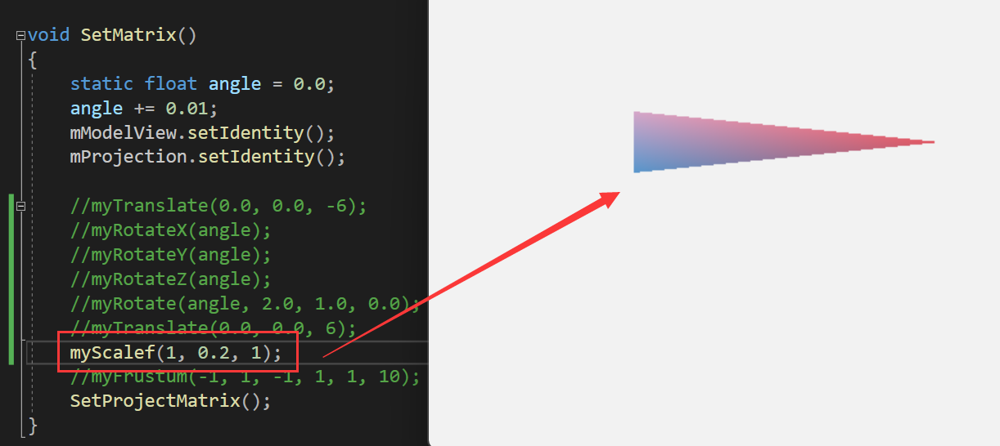 void SetMatrix()
{
static float angle = 0.0;
angle += 0.01;
mModelView.setIdentity();
mProjection.setIdentity();
//myTranslate(0.0, 0.0, -6);
//myRotateX(angle);
//myRotateY(angle);
//myRotateZ(angle);
//myRotate(angle, 2.0, 1.0, 0.0);
//myTranslate(0.0, 0.0, 6);
myScalef(1, 0.2, 1);
//myFrustum(-1, 1, -1, 1, 1, 10);
SetProjectMatrix();
}